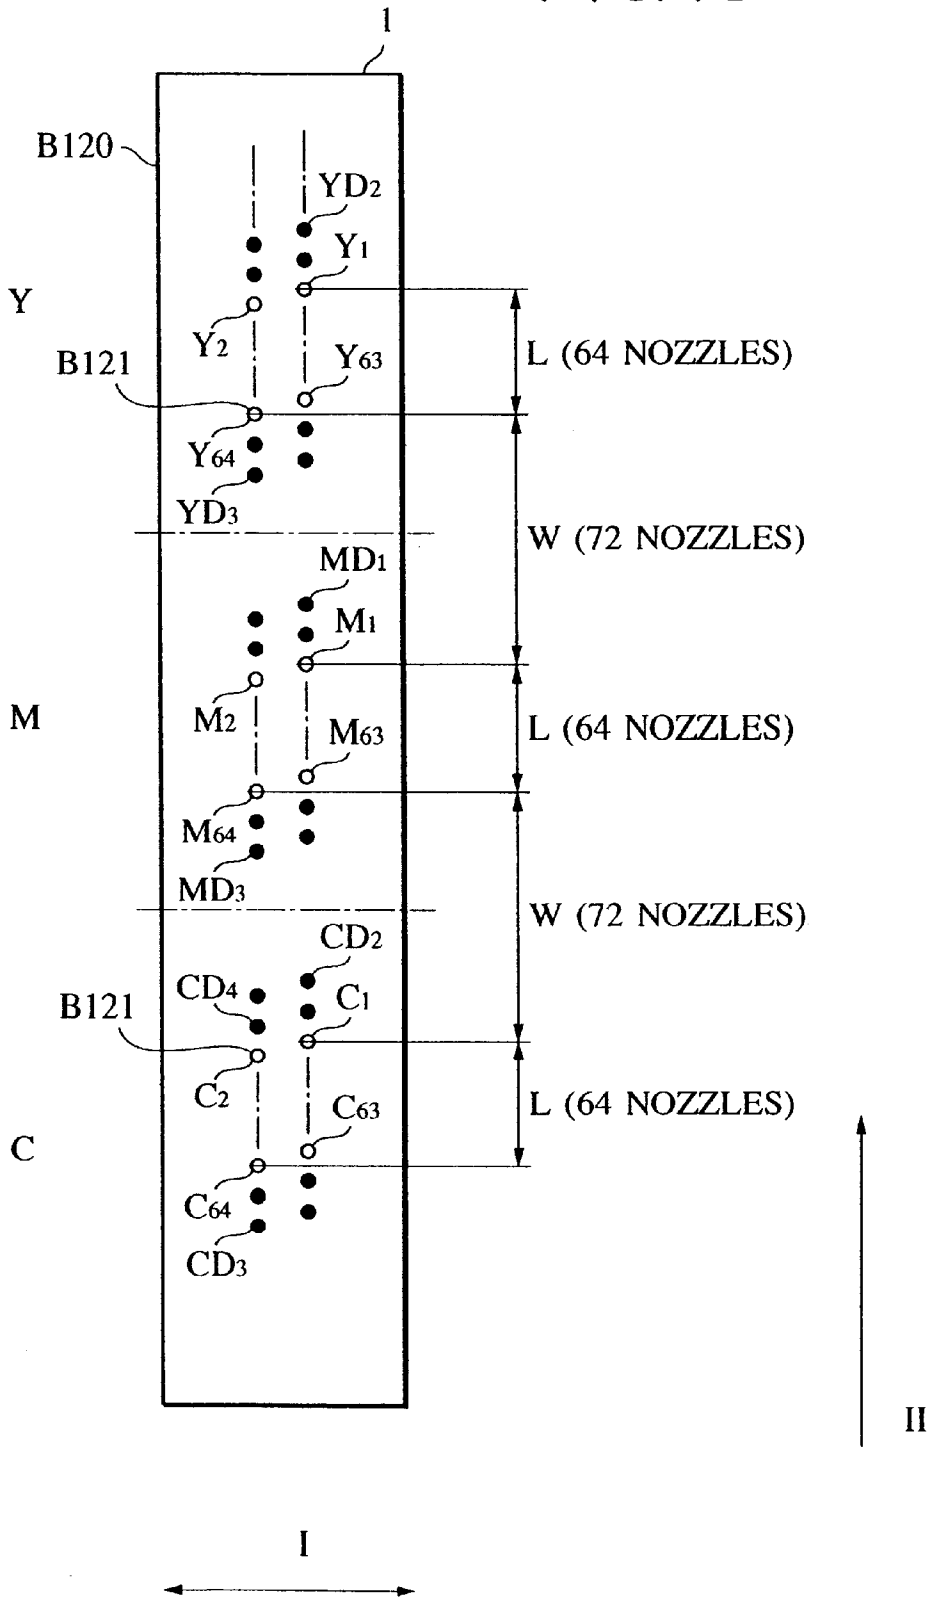 1
B120
YD2
Y1
Y
Y2
L (64 NOZZLES)
B121
Y63
Y64
YD3
W (72 NOZZLES)
MD1
M1
M
M2
M63
L (64 NOZZLES)
M64
MD3
W (72 NOZZLES)
CD2
CD4
C1
B121
C2
C63
L (64 NOZZLES)
C
C64
CD3
II
I